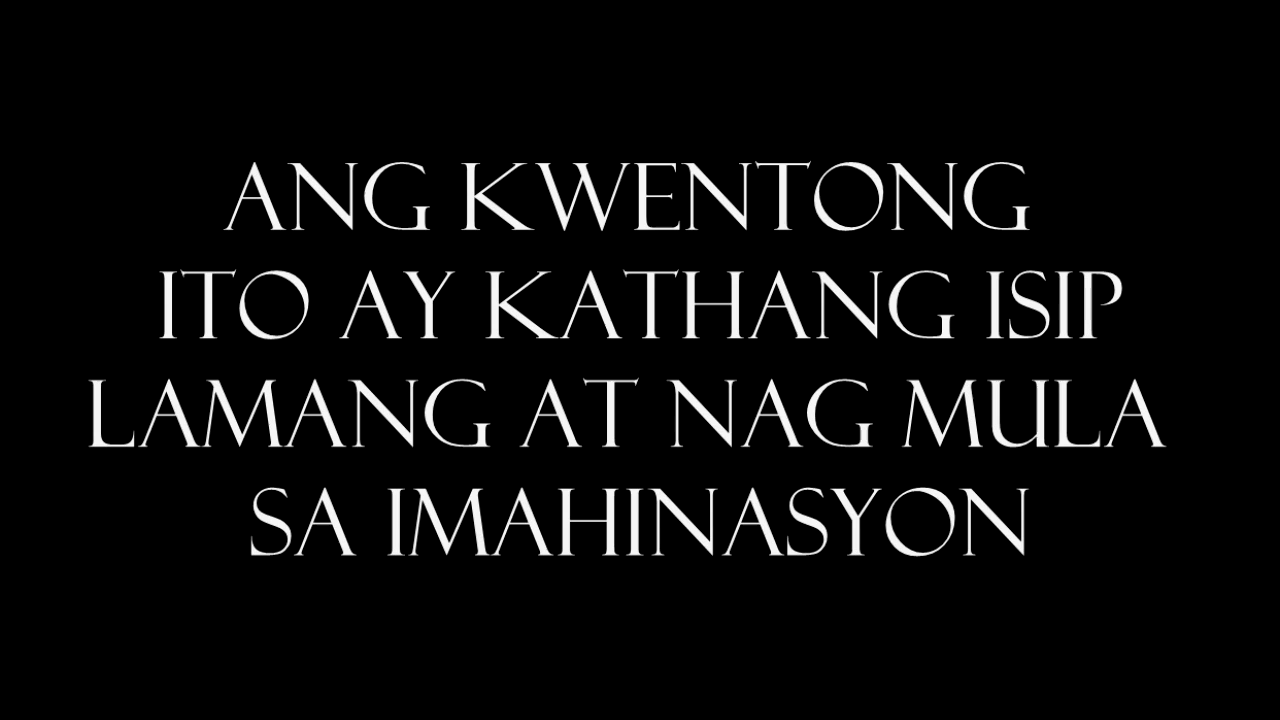 ANG KWENTONG
ITO AY KATHANG ISIP
LAMANG AT NAG MULA
SA IMAHINASYON